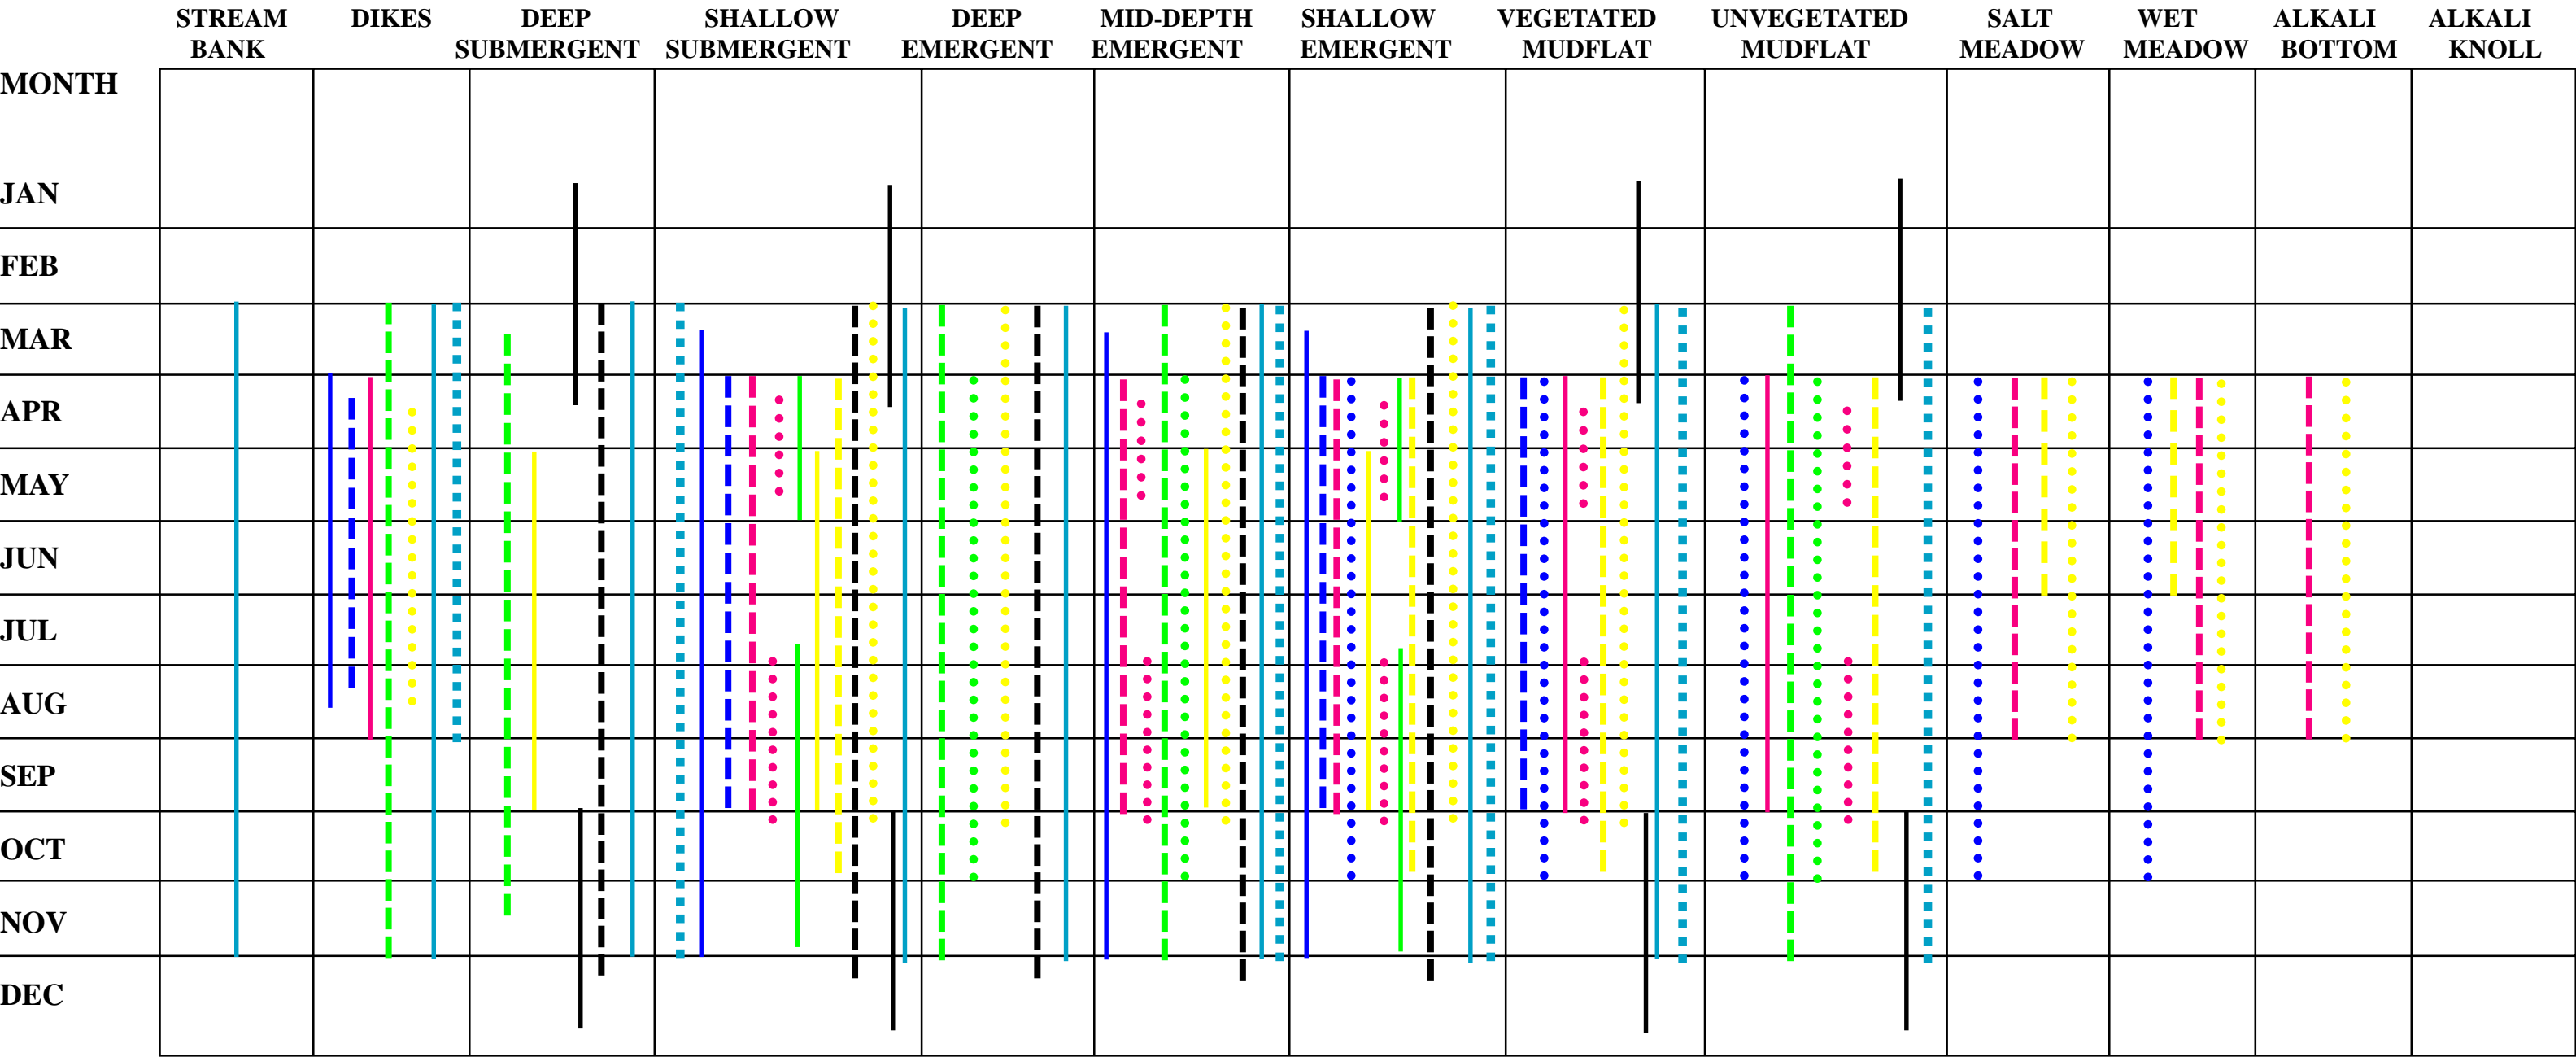 STREAM DIKES DEEP SHALLOW DEEP MID-DEPTH SHALLOW VEGETATED UNVEGETATED SALT WET ALKALI ALKALI
BANK SUBMERGENT SUBMERGENT EMERGENT EMERGENT EMERGENT MUDFLAT MUDFLAT MEADOW MEADOW BOTTOM KNOLL
MONTH
JAN
FEB
MAR
APR
MAY
JUN
JUL
AUG
SEP
OCT
NOV
DEC